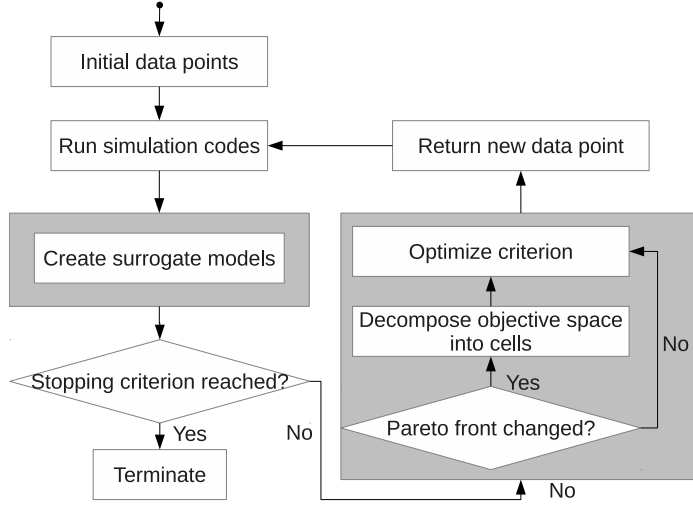 Initial data points
Run simulation codes
Return new data point
Create surrogate models
Optimize criterion
Decompose objective space
into cells
No
Stopping criterion reached?
Yes
Pareto front changed?
Yes
No
Terminate
No